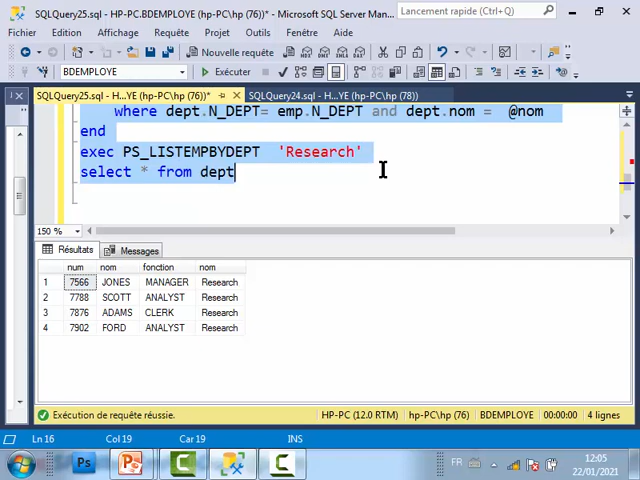 SQLQuery25.sql - HP-PC.BDEMPLOYE (hp-PC\hp (76))* - Microsoft SQL Server Man...
Lancement rapide (Ctrl+Q)
Fichier Edition Affichage Requête Projet Outils Fenêtre Aide
Nouvelle requête
BDEMPLOYE Exécuter
SQLQuery25.sql - H...YE (hp-PC\hp (76))* SQLQuery24.sql - H...YE (hp-PC\hp (78))
where dept.N_DEPT= emp.N_DEPT and dept.nom = @nom
end
exec PS_LISTEMPBYDEPT 'Research'
select * from dept
150 %
Résultats Messages
num nom fonction nom
1 7566 JONES MANAGER Research
2 7788 SCOTT ANALYST Research
3 7876 ADAMS CLERK Research
4 7902 FORD ANALYST Research
Exécution de requête réussie. HP-PC (12.0 RTM) hp-PC\hp (76) BDEMPLOYE 00:00:00 4 lignes
Ln 16 Col 19 Car 19 INS
Ps P C C FR 12:05
22/01/2021